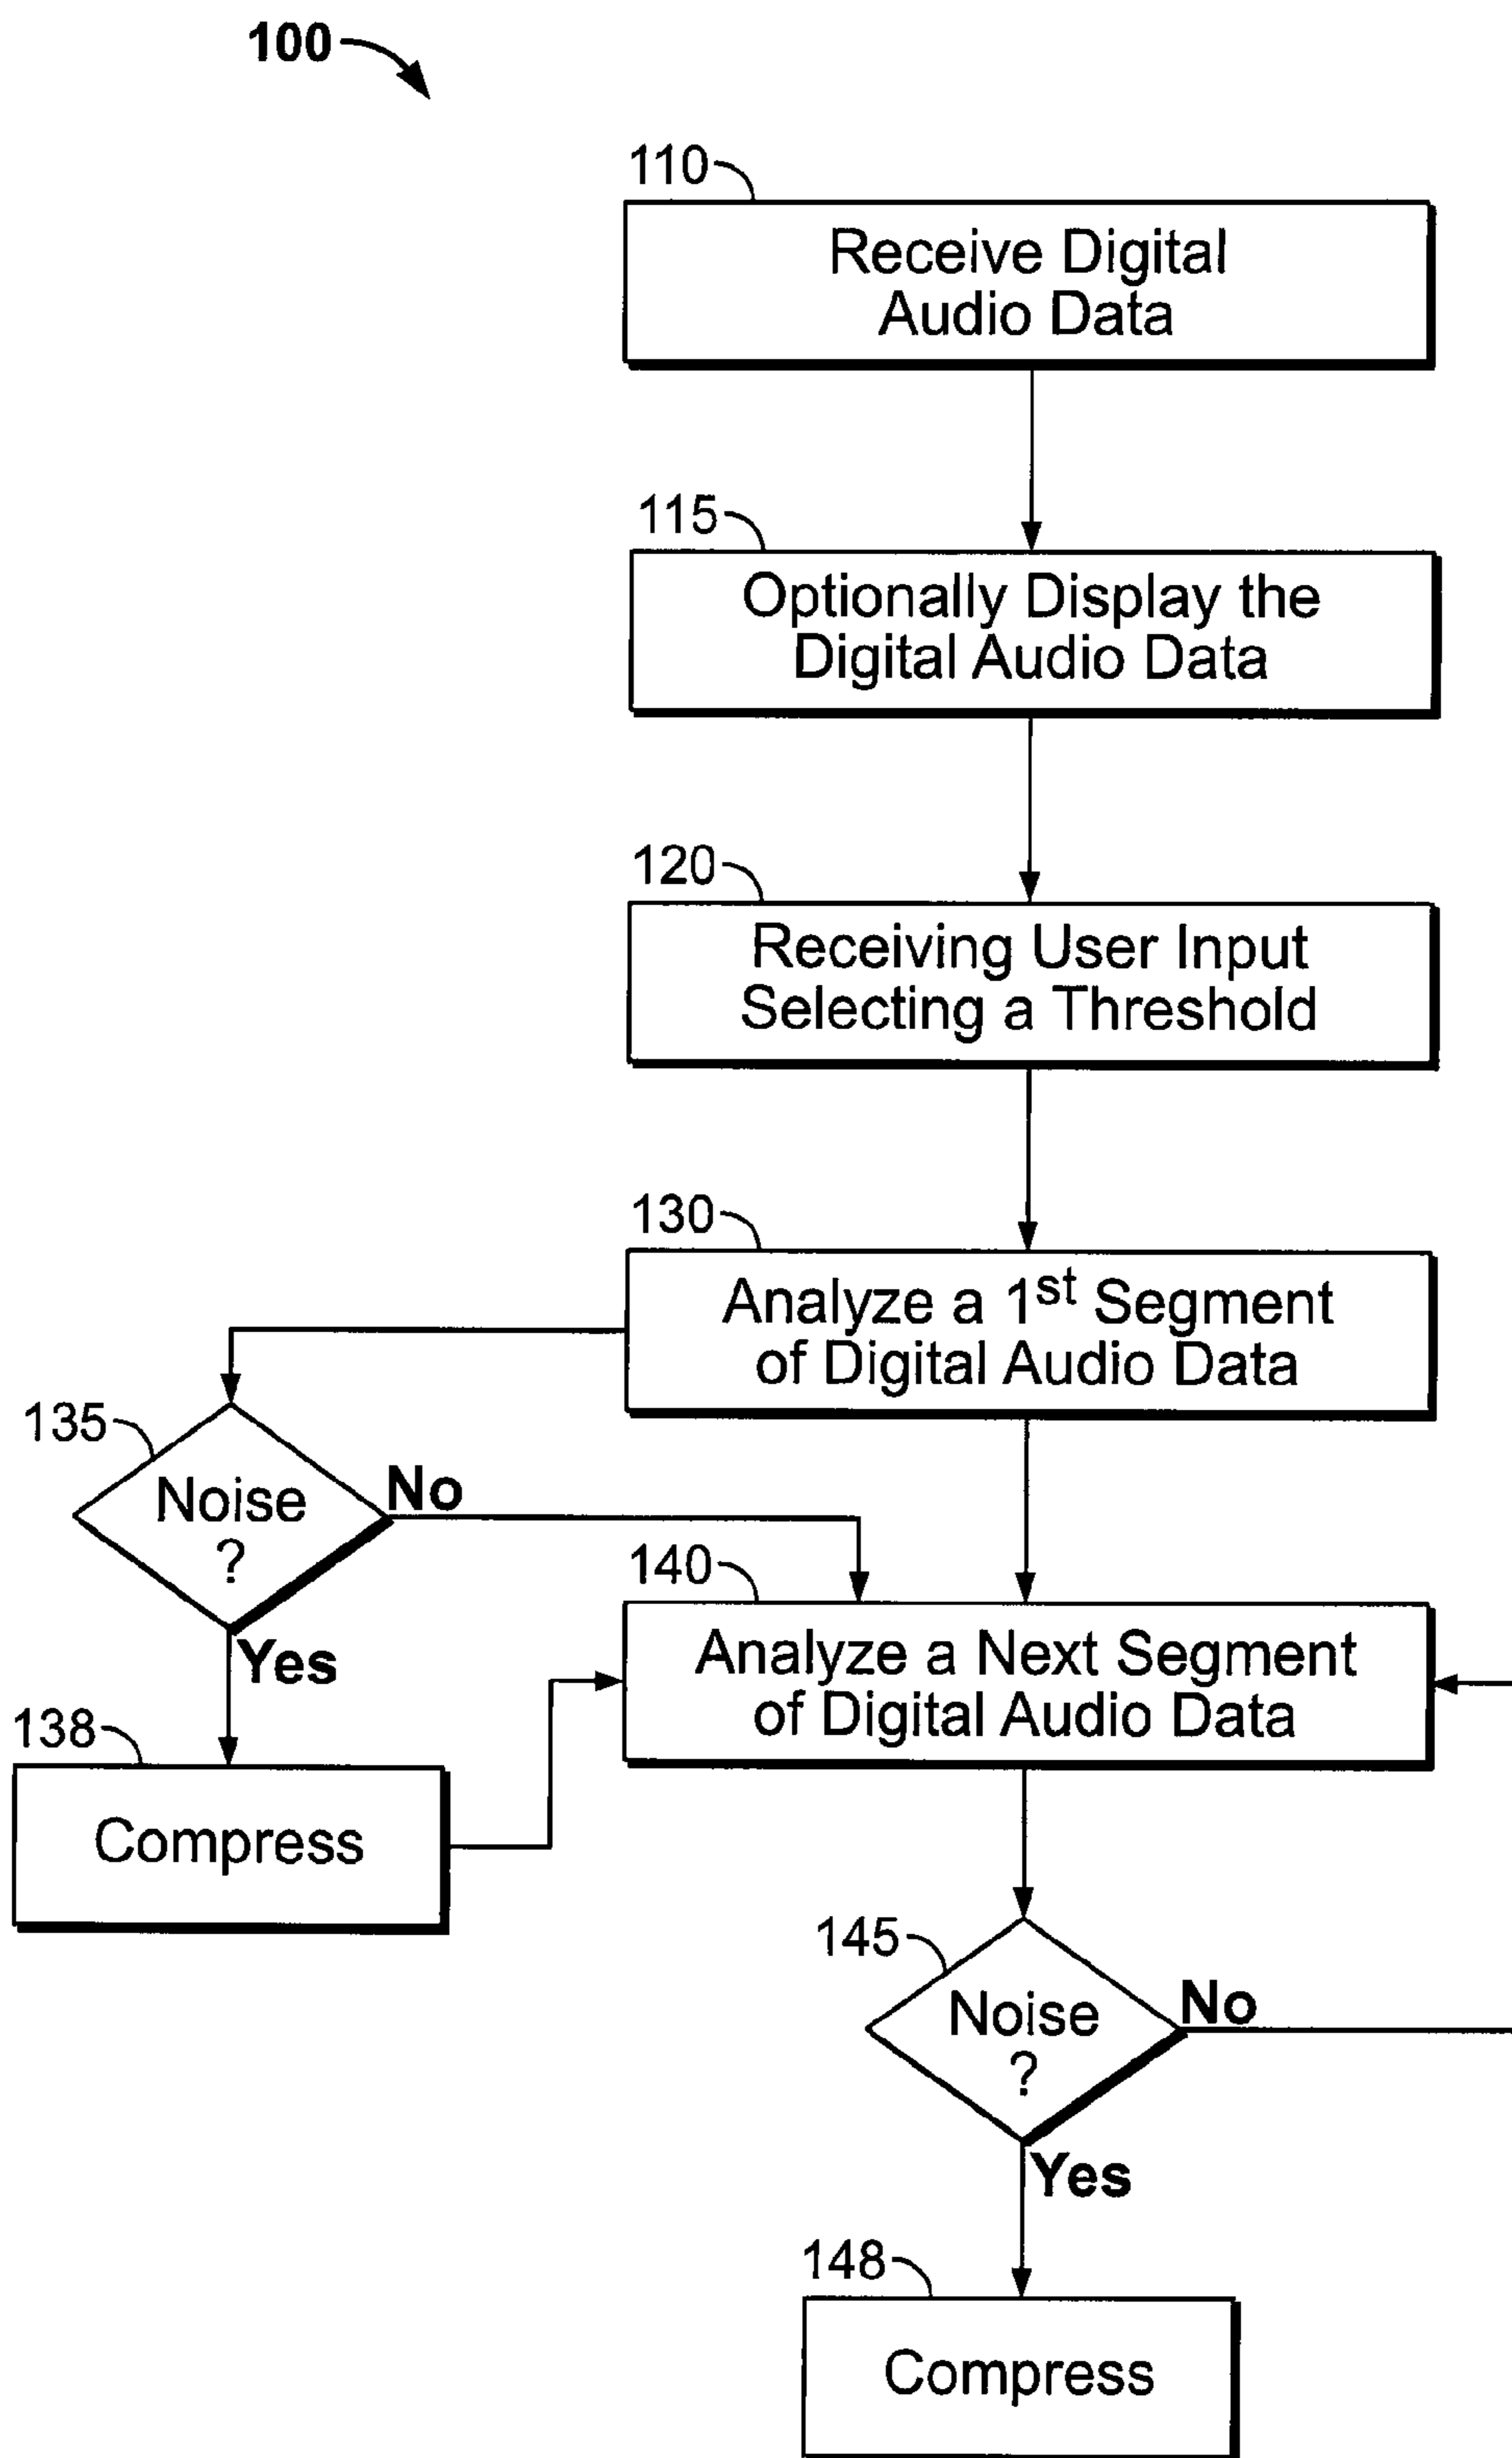 100
110
Receive Digital
Audio Data
115
Optionally Display the
Digital Audio Data
120
Receiving User Input
Selecting a Threshold
130
Analyze a 1st Segment
of Digital Audio Data
135
Noise
?
No
Yes
138
Compress
140
Analyze a Next Segment
of Digital Audio Data
145
Noise
?
No
Yes
148
Compress